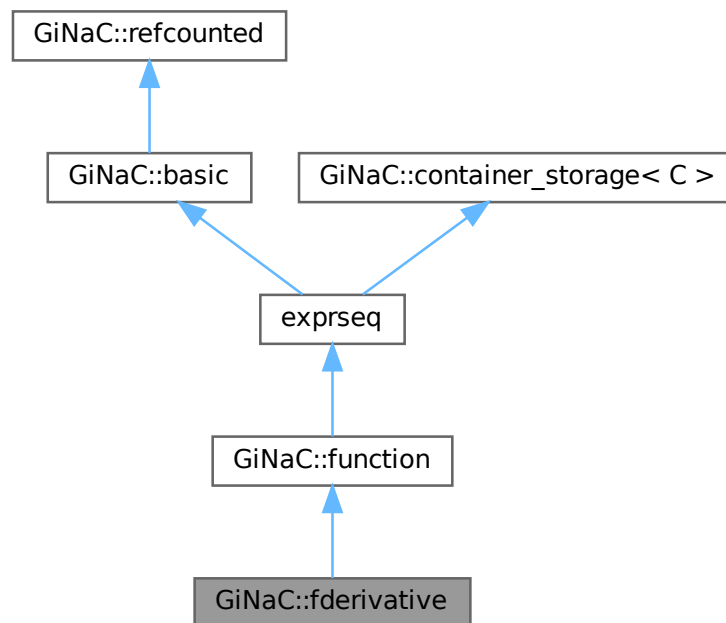 GiNaC::refcounted
GiNaC::basic
GiNaC::container_storage< C >
exprseq
GiNaC::function
GiNaC::fderivative